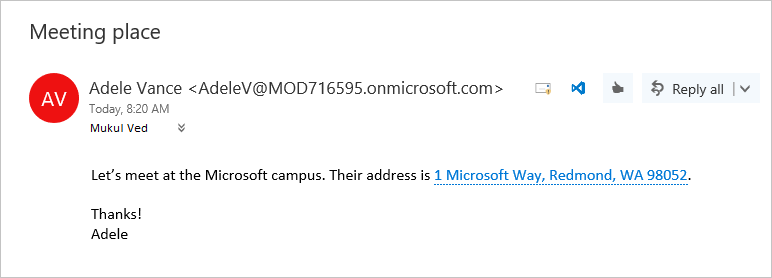 Meeting place
AV
Adele Vance <AdeleV@MOD716595.onmicrosoft.com>
Reply all
Today, 8:20 AM
Mukul Ved
Let’s meet at the Microsoft campus. Their address is 1 Microsoft Way, Redmond, WA 98052.
Thanks!
Adele